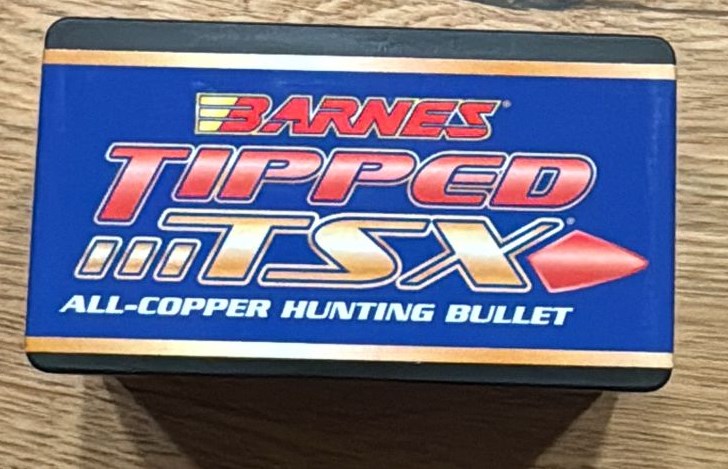 BARNES®
TIPPED
TSX®
ALL-COPPER HUNTING BULLET